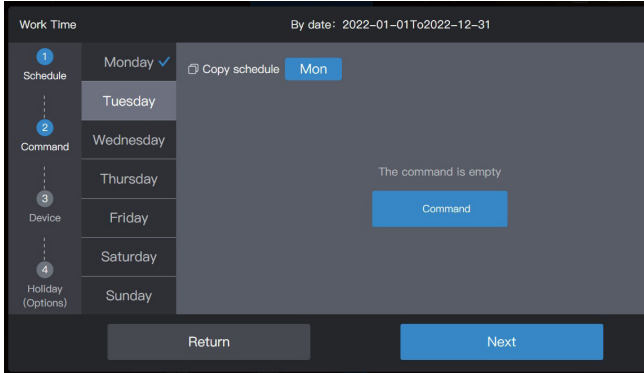 Work Time
By date: 2022-01-01To2022-12-31
1
Schedule
2
Command
3
Device
4
Holiday
(Options)
Monday
Tuesday
Wednesday
Thursday
Friday
Saturday
Sunday
Copy schedule
Mon
The command is empty
Command
Return
Next